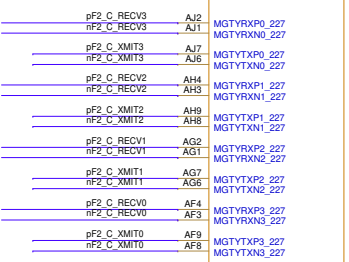 pF2_C_RECV3 AJ2 MGTYRXP0_227
nF2_C_RECV3 AJ1 MGTYRXN0_227
pF2_C_XMIT3 AJ7 MGTYTXP0_227
nF2_C_XMIT3 AJ6 MGTYTXN0_227
pF2_C_RECV2 AH4 MGTYRXP1_227
nF2_C_RECV2 AH3 MGTYRXN1_227
pF2_C_XMIT2 AH9 MGTYTXP1_227
nF2_C_XMIT2 AH8 MGTYTXN1_227
pF2_C_RECV1 AG2 MGTYRXP2_227
nF2_C_RECV1 AG1 MGTYRXN2_227
pF2_C_XMIT1 AG7 MGTYTXP2_227
nF2_C_XMIT1 AG6 MGTYTXN2_227
pF2_C_RECV0 AF4 MGTYRXP3_227
nF2_C_RECV0 AF3 MGTYRXN3_227
pF2_C_XMIT0 AF9 MGTYTXP3_227
nF2_C_XMIT0 AF8 MGTYTXN3_227